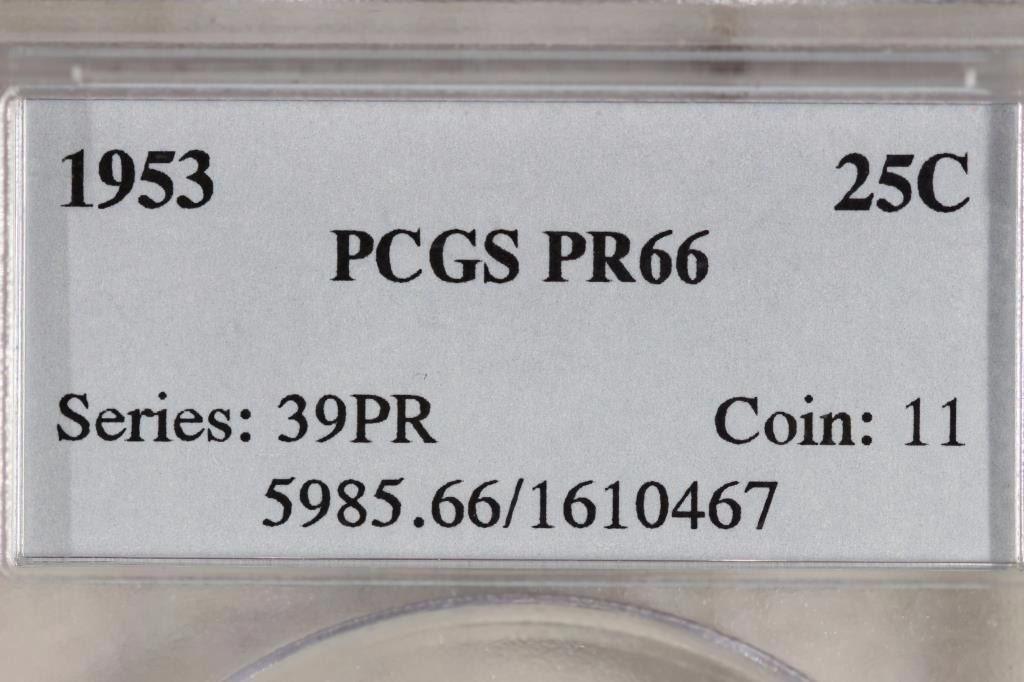 1953 25C
PCGS PR66
Series: 39PR Coin: 11
5985.66/1610467